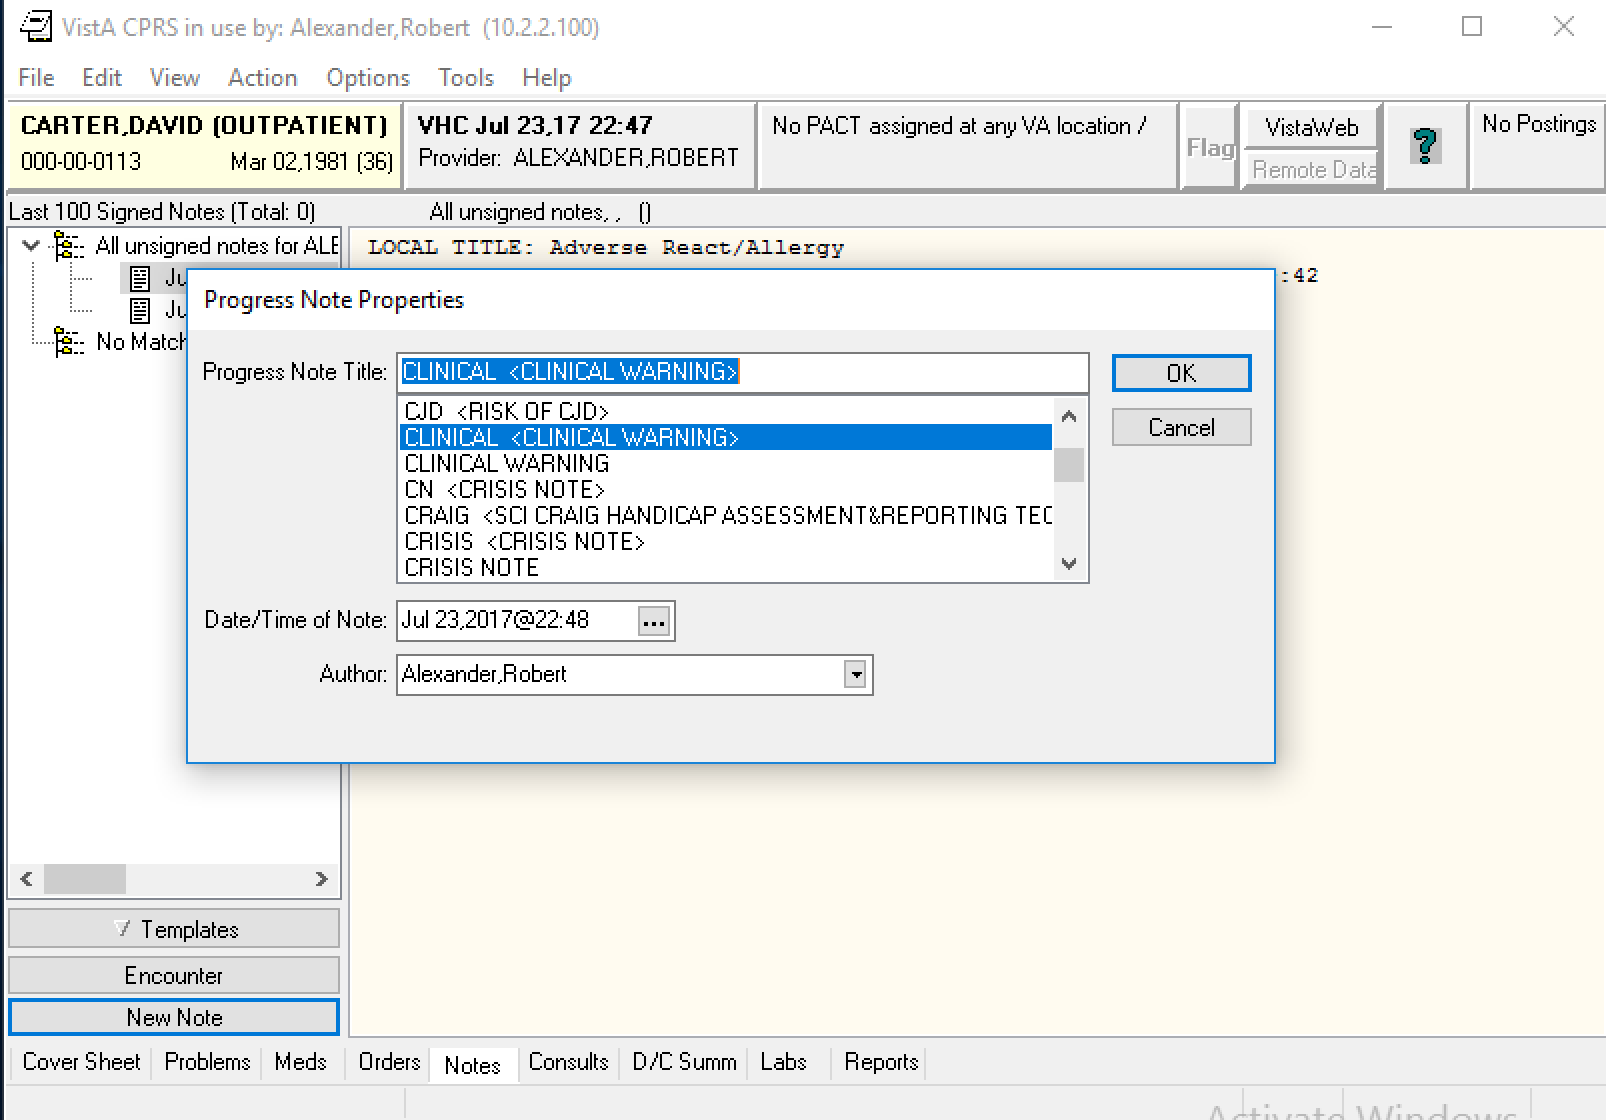 VistA CPRS in use by: Alexander,Robert  (10.2.2.100)
File Edit View Action Options Tools Help
CARTER,DAVID (OUTPATIENT)
000-00-0113 Mar 02,1981 (36)
VHC Jul 23,17 22:47
Provider: ALEXANDER,ROBERT
No PACT assigned at any VA location /
Flag
VistaWeb
Remote Data
?
No Postings
Last 100 Signed Notes (Total: 0)
All unsigned notes, ,  ()
All unsigned notes for ALE
Ju
Ju
No Match
LOCAL TITLE: Adverse React/Allergy
:42
Progress Note Properties
Progress Note Title: CLINICAL  <CLINICAL WARNING>
CJD  <RISK OF CJD>
CLINICAL  <CLINICAL WARNING>
CLINICAL WARNING
CN  <CRISIS NOTE>
CRAIG  <SCI CRAIG HANDICAP ASSESSMENT&REPORTING TEC
CRISIS  <CRISIS NOTE>
CRISIS NOTE
OK
Cancel
Date/Time of Note: Jul 23,2017@22:48 ...
Author: Alexander,Robert
Templates
Encounter
New Note
Cover Sheet Problems Meds Orders Notes Consults D/C Summ Labs Reports
Activate Windows